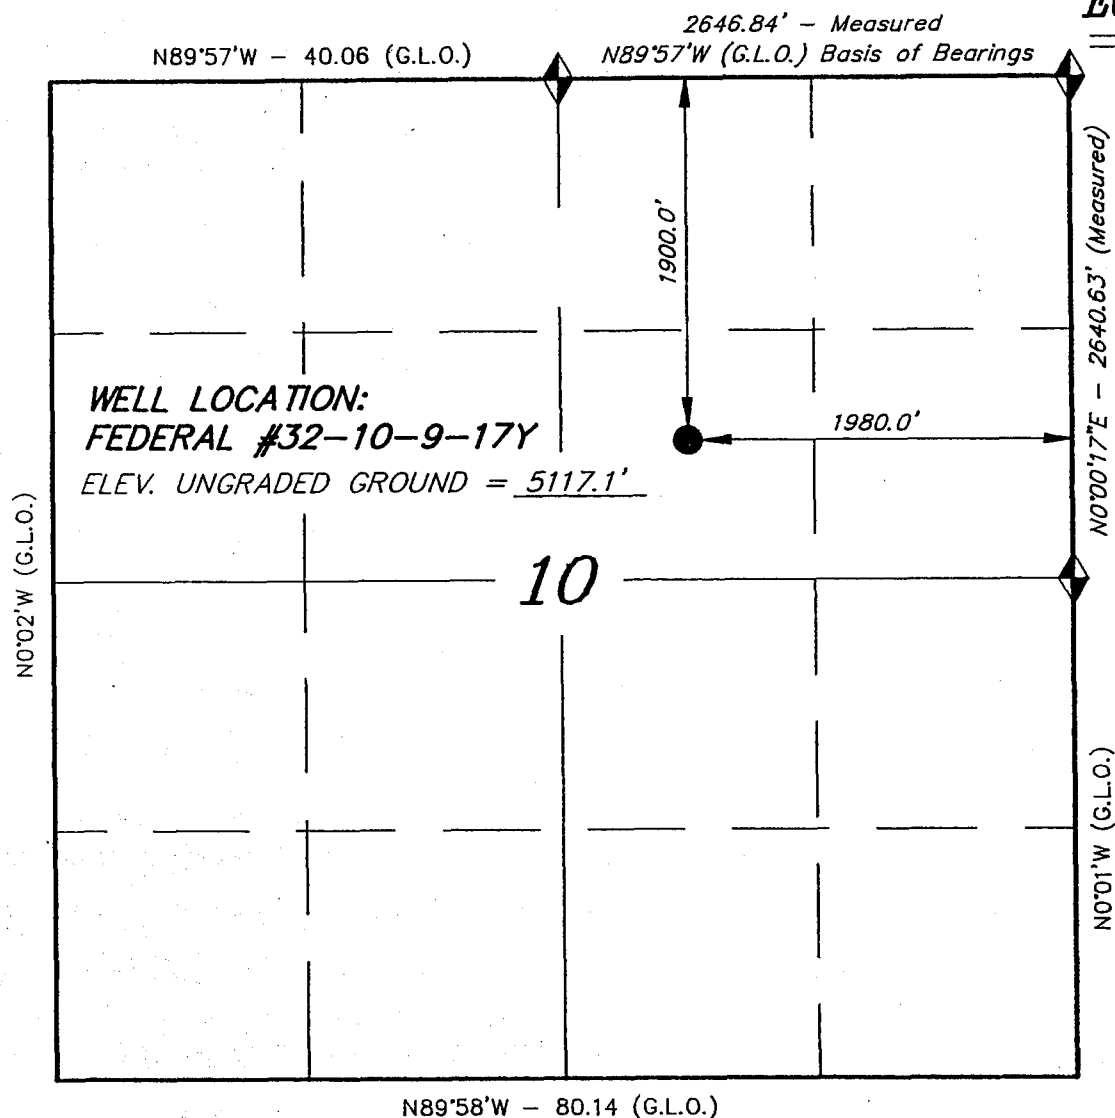 2646.84' - Measured
N89°57'W - 40.06 (G.L.O.)
N89°57'W (G.L.O.) Basis of Bearings
1900.0'
N0°00'17"E - 2640.63' (Measured)
WELL LOCATION:
FEDERAL #32-10-9-17Y
ELEV. UNGRADED GROUND = 5117.1'
1980.0'
N0°02'W (G.L.O.)
10
N0°01'W (G.L.O.)
N89°58'W - 80.14 (G.L.O.)